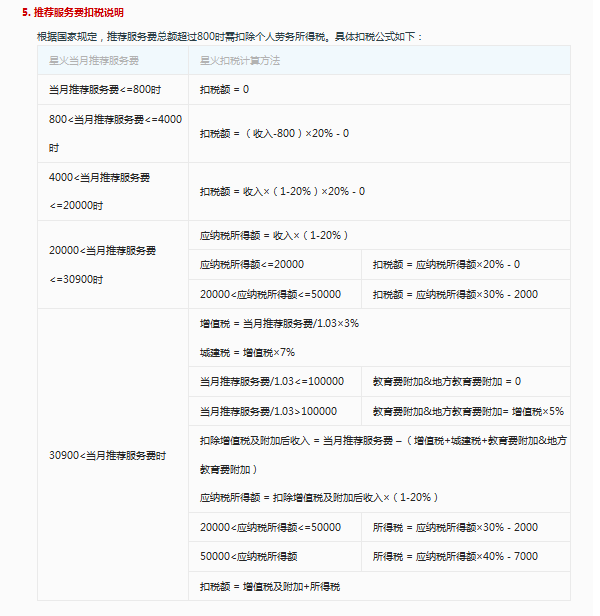 5. 推荐服务费扣税说明
根据国家规定，推荐服务费总额超过800时需扣除个人劳务所得税。具体扣税公式如下：
星火当月推荐服务费
星火扣税计算方法
当月推荐服务费<=800时
扣税额 = 0
800<当月推荐服务费<=4000
时
扣税额 = （收入-800）×20% - 0
4000<当月推荐服务费
<=20000时
扣税额 = 收入×（1-20%）×20% - 0
20000<当月推荐服务费
<=30900时
应纳税所得额 = 收入×（1-20%）
应纳税所得额<=20000
扣税额 = 应纳税所得额×20% - 0
20000<应纳税所得额<=50000
扣税额 = 应纳税所得额×30% - 2000
30900<当月推荐服务费时
增值税 = 当月推荐服务费/1.03×3%
城建税 = 增值税×7%
当月推荐服务费/1.03<=100000
教育费附加&地方教育费附加 = 0
当月推荐服务费/1.03>100000
教育费附加&地方教育费附加= 增值税×5%
扣除增值税及附加后收入 = 当月推荐服务费 –（增值税+城建税+教育费附加&地方
教育费附加）
应纳税所得额 = 扣除增值税及附加后收入×（1-20%）
20000<应纳税所得额<=50000
所得税 = 应纳税所得额×30% - 2000
50000<应纳税所得额
所得税 = 应纳税所得额×40% - 7000
扣税额 = 增值税及附加+所得税